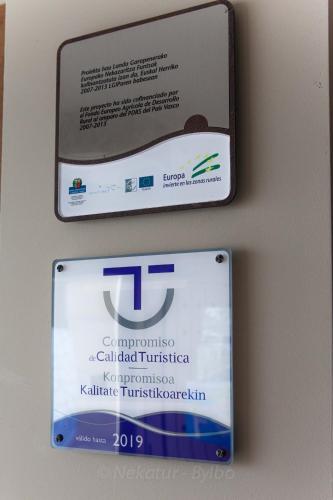 Proiektu hau Landa Garapenerako
Europako Nekazaritza Funtsak
kofinantzatuta izan da, Euskal Herriko
2007-2013 LGIParen babesean
Este proyecto ha sido cofinanciado por
el Fondo Europeo Agrícola de Desarrollo
Rural al amparo del PDRS del País Vasco
2007-2013
Europa
invierte en las zonas rurales
Compromiso
de Calidad Turística
Konpromisoa
Kalitate Turistikoarekin
válido hasta 2019
© Nekatur - Bylbo